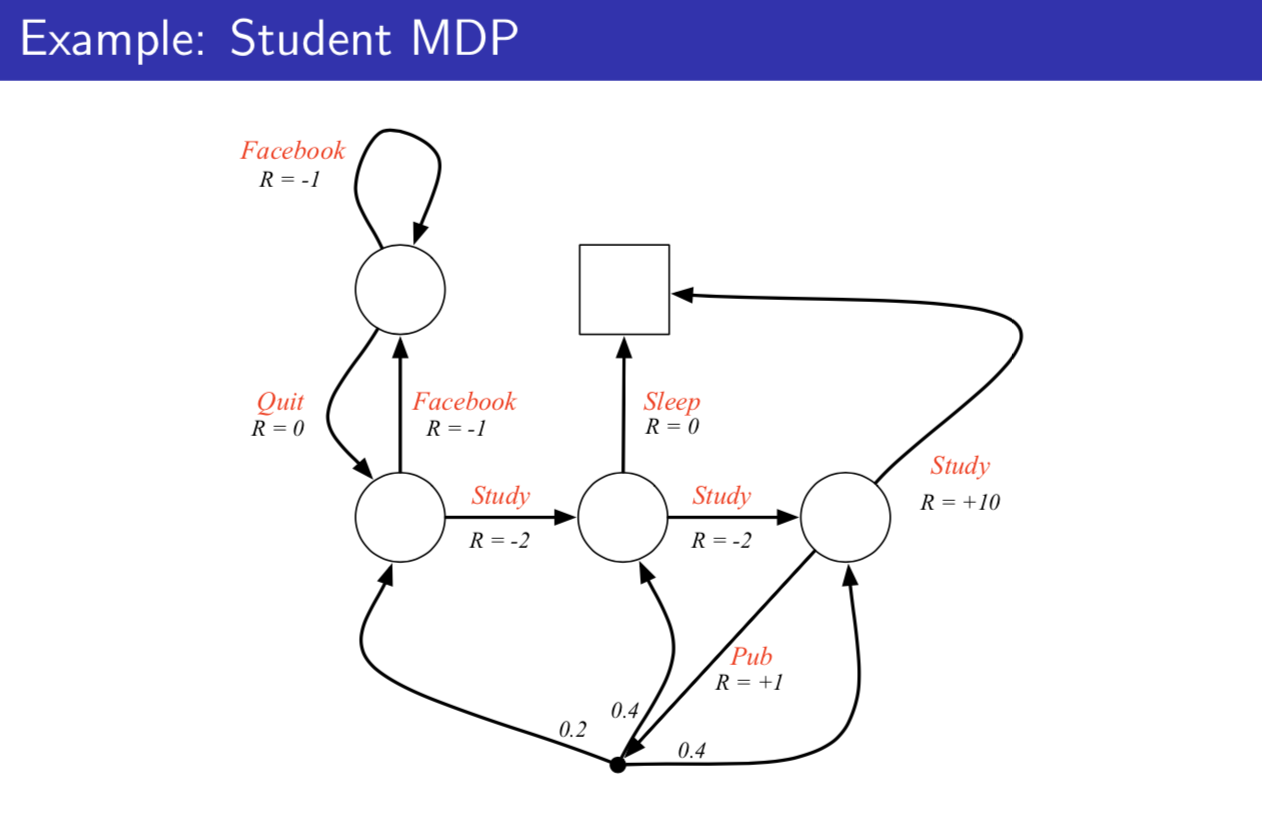 Example: Student MDP
Facebook
R = -1
Quit
R = 0
Facebook
R = -1
Sleep
R = 0
Study
R = -2
Study
R = -2
Study
R = +10
Pub
R = +1
0.2
0.4
0.4